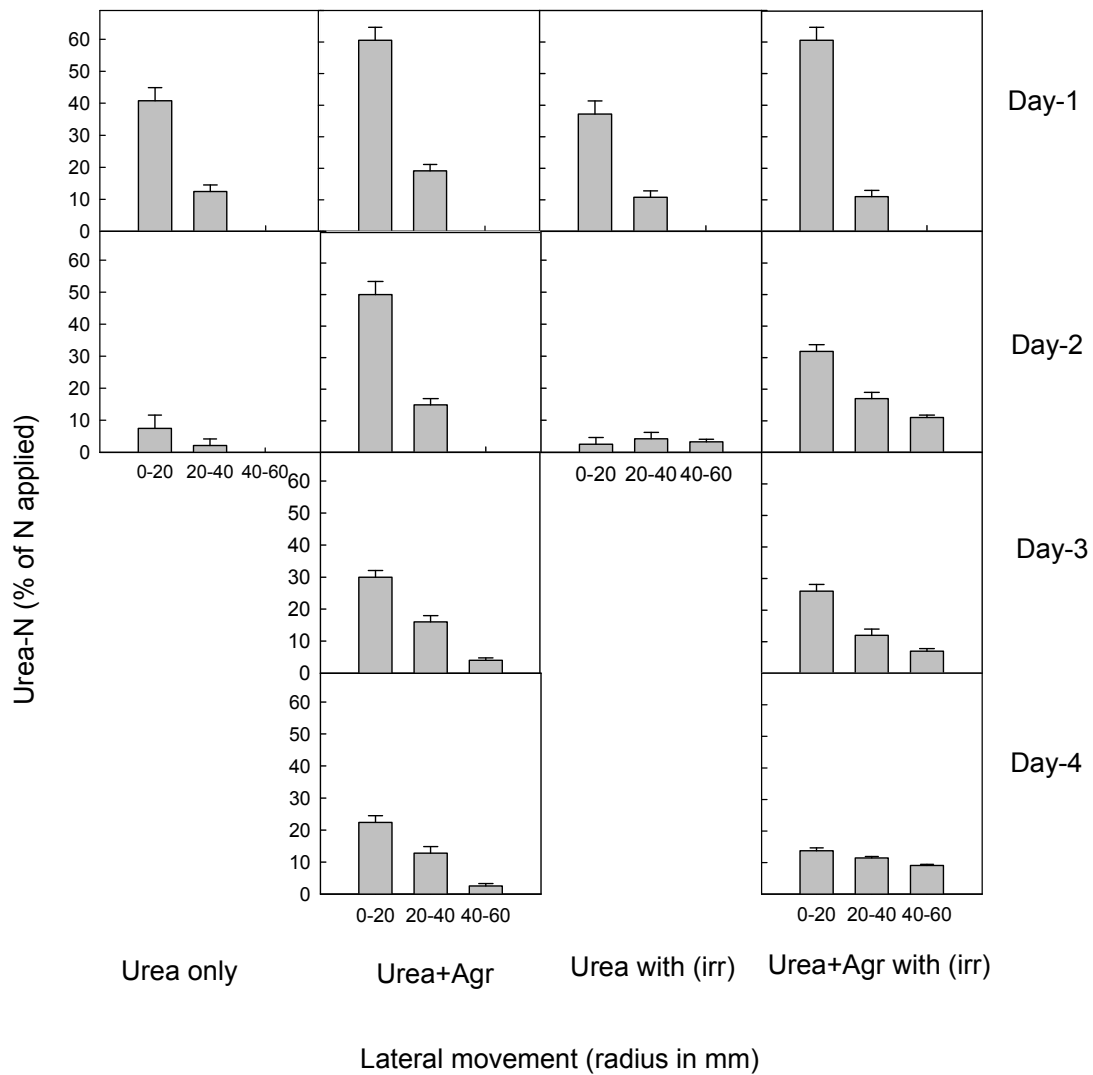 60
50
40
30
20
10
0
Day-1
60
50
40
30
20
10
0
Day-2
0-20 20-40 40-60
0-20 20-40 40-60
60
50
40
30
20
10
0
Day-3
60
50
40
30
20
10
0
Day-4
0-20 20-40 40-60
0-20 20-40 40-60
Urea-N (% of N applied)
Urea only
Urea+Agr
Urea with (irr)
Urea+Agr with (irr)
Lateral movement (radius in mm)